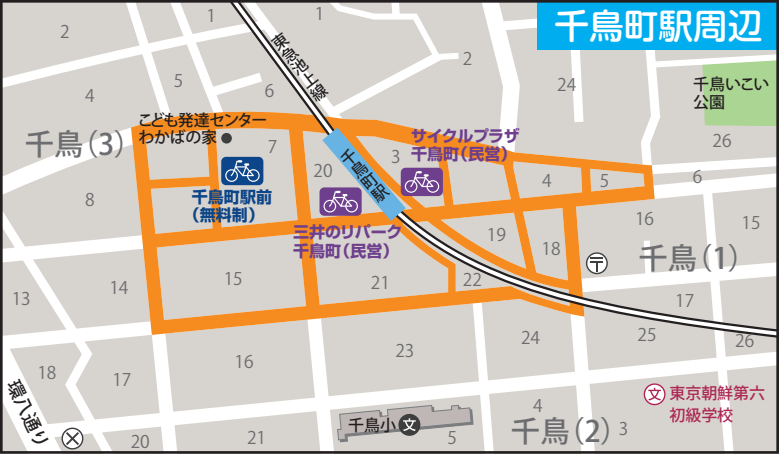 千鳥町駅周辺
1
1
2
東急池上線
2
5
6
4
24
千鳥いこい
公園
こども発達センター
わかばの家
サイクルプラザ
千鳥町（民営）
千鳥(3)
7
20
千鳥町駅
3
26
8
千鳥町駅前
（無料制）
4
5
6
三井のリパーク
千鳥町（民営）
19
18
16
15
千鳥(1)
13
14
15
21
22
17
18
17
16
23
24
25
26
環八通り
20
21
千鳥小
文
5
4
千鳥(2)
3
文
東京朝鮮第六
初級学校